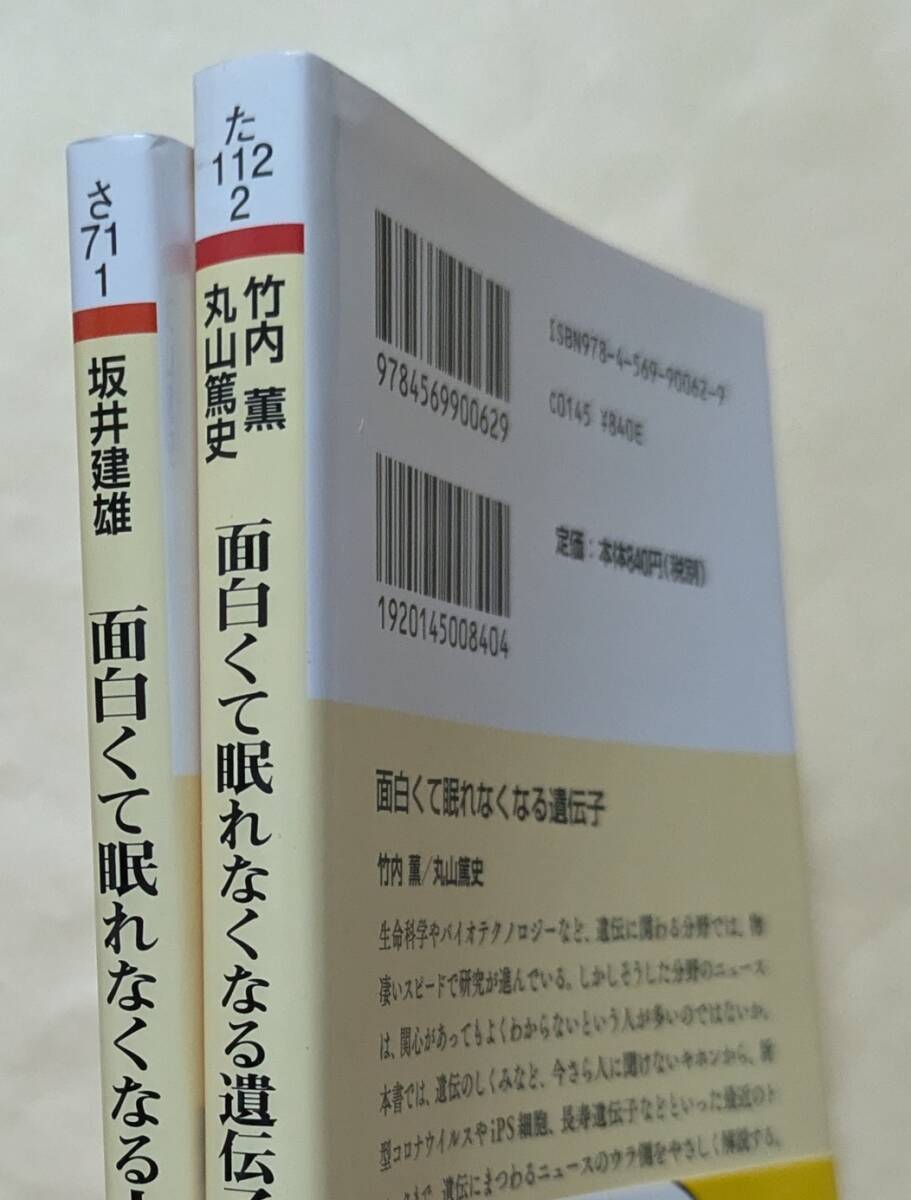 さ
71
1
坂井建雄
面白くて眠れなくなる
た
112
2
竹内 薫
丸山篤史
面白くて眠れなくなる遺伝子
9784569900629
ISBN978-4-569-90062-9
C0145 ¥840E
1920145008404
定価：本体840円(税別)
面白くて眠れなくなる遺伝子
竹内 薫/丸山篤史
生命科学やバイオテクノロジーなど、遺伝に関わる分野では、物
凄いスピードで研究が進んでいる。しかしそうした分野のニュース
は、関心があってもよくわからないという人が多いのではないか。
本書では、遺伝のしくみなど、今さら人に聞けないキホンから、新
型コロナウイルスやiPS細胞、長寿遺伝子などといった最近のト
まで、遺伝にまつわるニュースのウラ側をやさしく解説する。